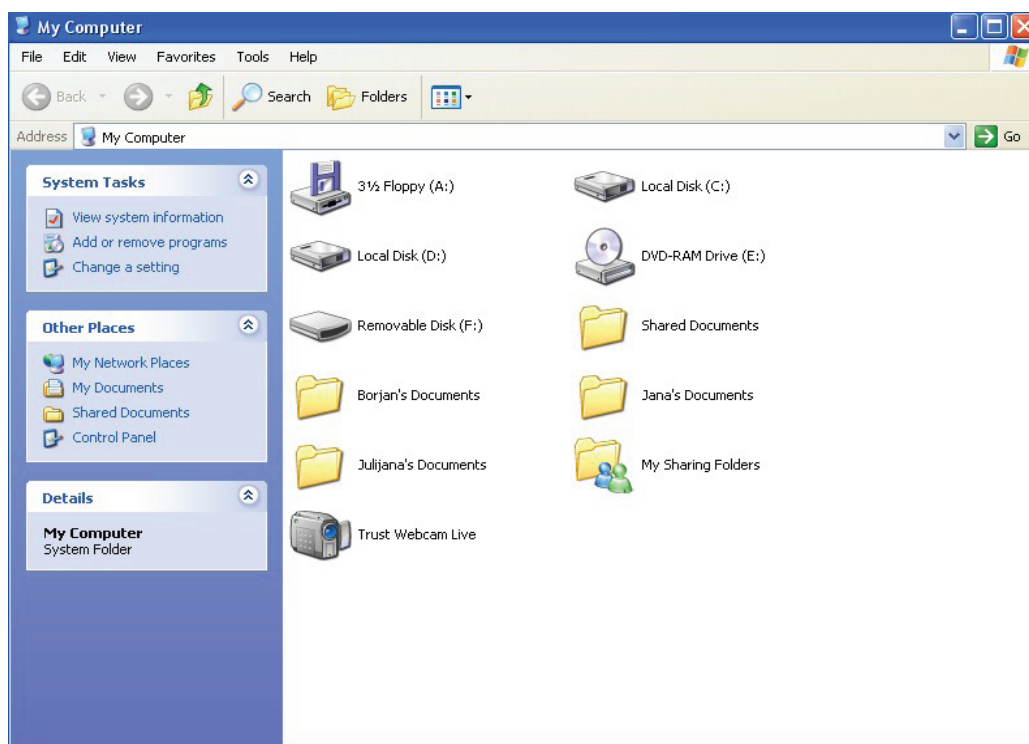 My Computer
File Edit View Favorites Tools Help
Back Search Folders
Address My Computer Go
System Tasks
View system information
Add or remove programs
Change a setting
Other Places
My Network Places
My Documents
Shared Documents
Control Panel
Details
My Computer
System Folder
3½ Floppy (A:) Local Disk (C:)
Local Disk (D:) DVD-RAM Drive (E:)
Removable Disk (F:) Shared Documents
Borjan's Documents Jana's Documents
Julijana's Documents My Sharing Folders
Trust Webcam Live